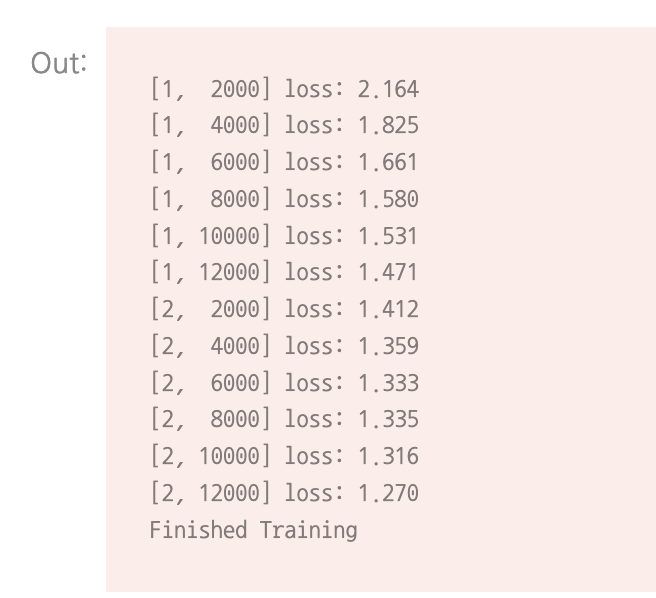 Out:
[1,  2000] loss: 2.164
[1,  4000] loss: 1.825
[1,  6000] loss: 1.661
[1,  8000] loss: 1.580
[1, 10000] loss: 1.531
[1, 12000] loss: 1.471
[2,  2000] loss: 1.412
[2,  4000] loss: 1.359
[2,  6000] loss: 1.333
[2,  8000] loss: 1.335
[2, 10000] loss: 1.316
[2, 12000] loss: 1.270
Finished Training